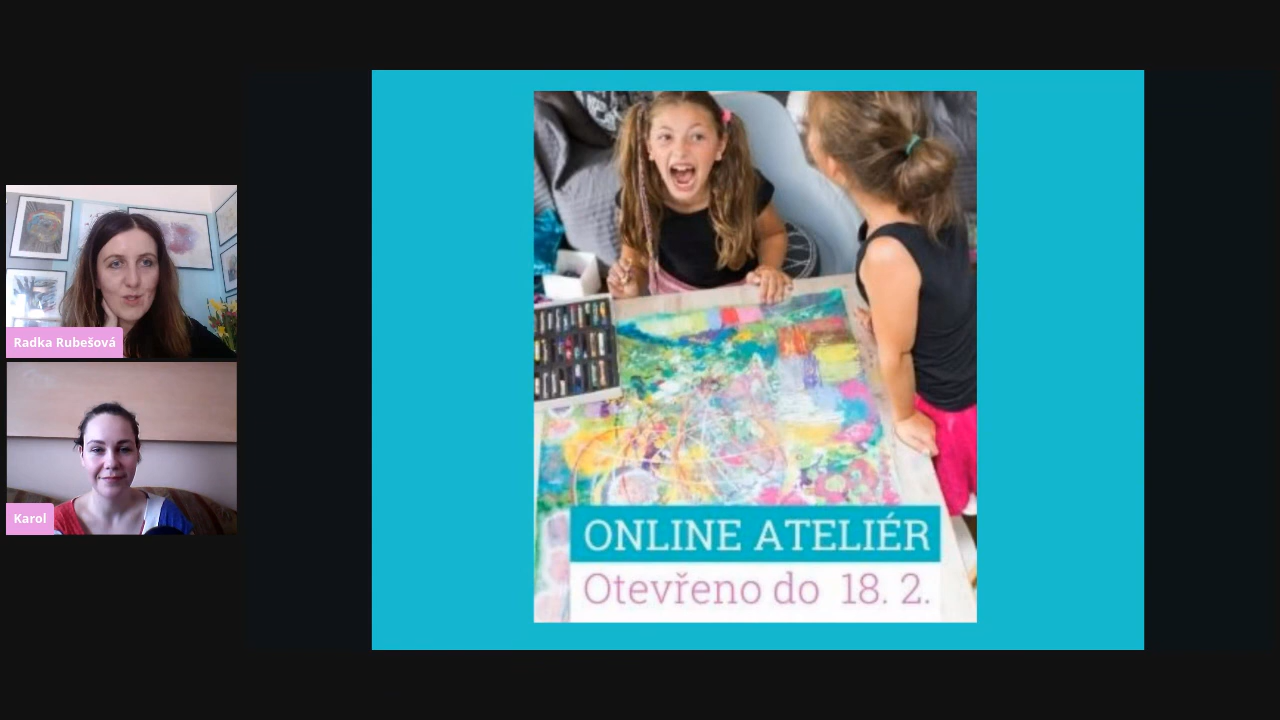 Radka Rubešová
Karol
ONLINE ATELIÉR
Otevřeno do 18. 2.